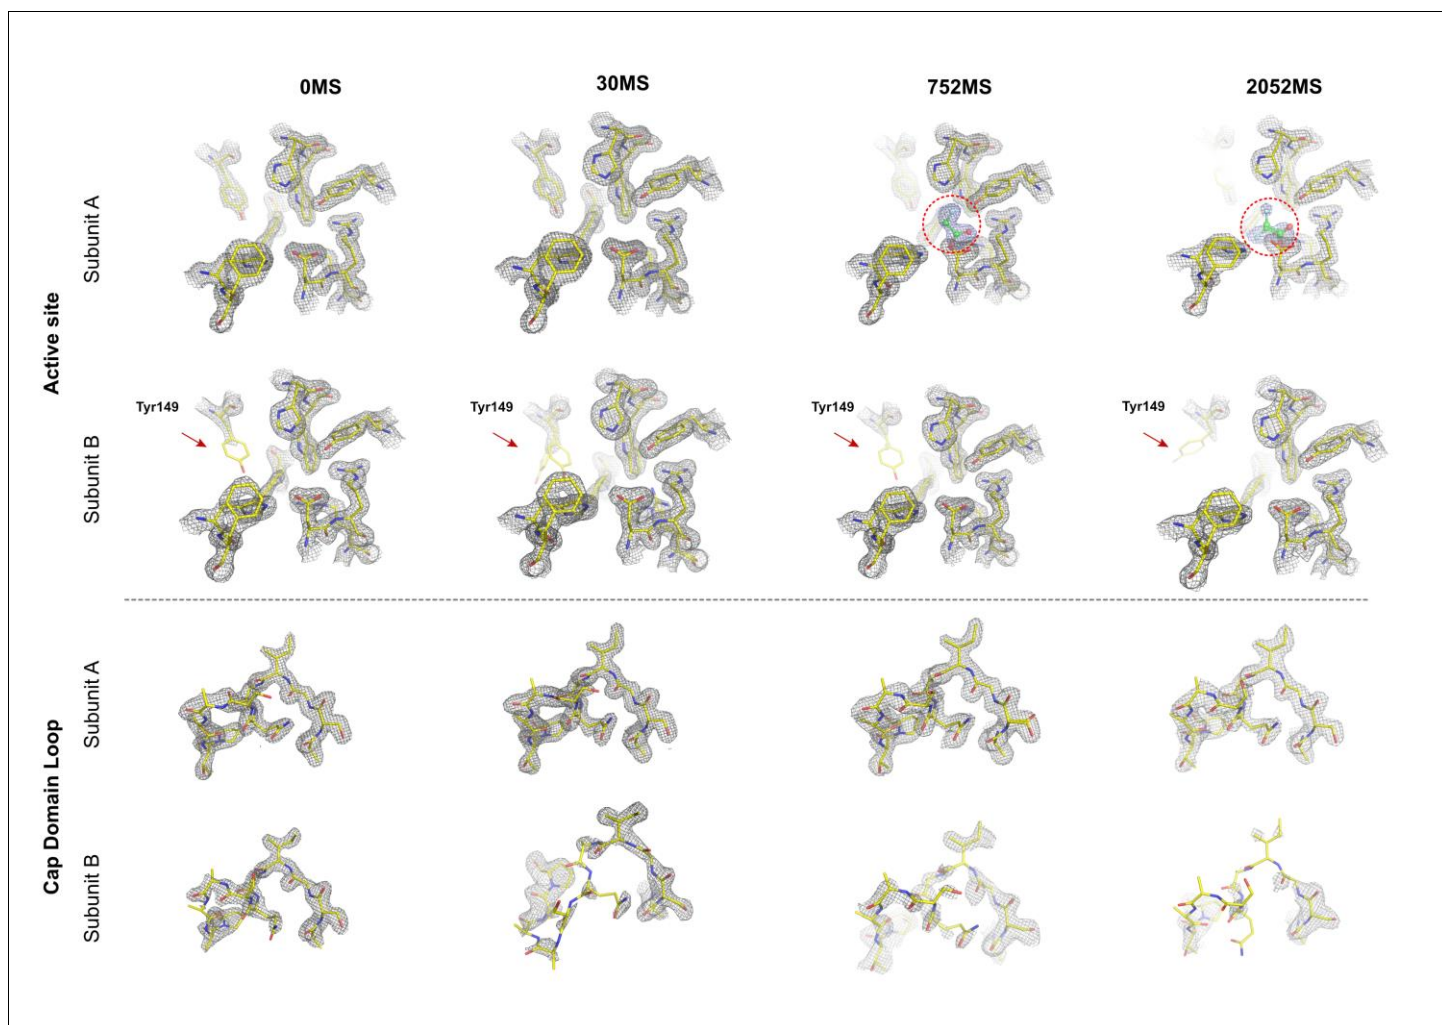 0MS 30MS 752MS 2052MS
Active site
Subunit A
Subunit B
Tyr149 Tyr149 Tyr149 Tyr149
Cap Domain Loop
Subunit A
Subunit B